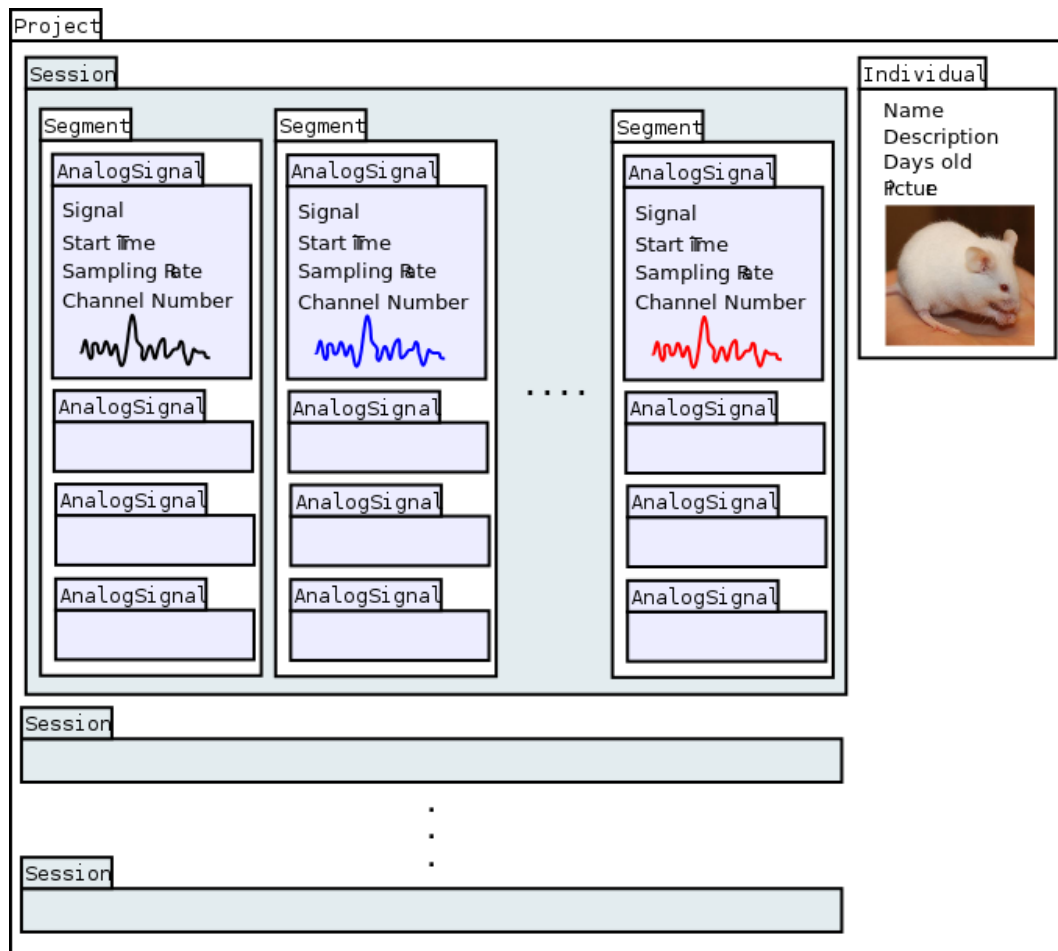 Project
Session
Segment
AnalogSignal
Signal
Start Time
Sampling Rate
Channel Number
AnalogSignal
AnalogSignal
AnalogSignal
Segment
AnalogSignal
Signal
Start Time
Sampling Rate
Channel Number
AnalogSignal
AnalogSignal
AnalogSignal
. . . .
Segment
AnalogSignal
Signal
Start Time
Sampling Rate
Channel Number
AnalogSignal
AnalogSignal
AnalogSignal
Individual
Name
Description
Days old
Picture
Session
.
.
.
Session